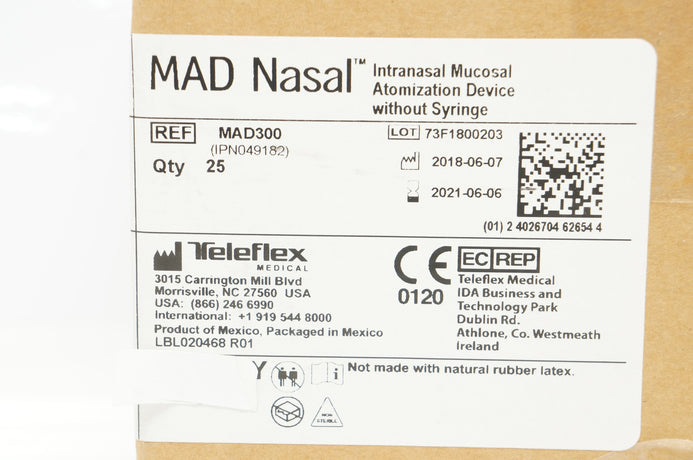 MAD Nasal™ Intranasal Mucosal
Atomization Device
without Syringe
REF MAD300
(IPN049182)
Qty 25
LOT 73F1800203
2018-06-07
2021-06-06
(01) 2 4026704 62654 4
Teleflex
MEDICAL
3015 Carrington Mill Blvd
Morrisville, NC 27560 USA
USA: (866) 246 6990
International: +1 919 544 8000
Product of Mexico, Packaged in Mexico
LBL020468 R01
CE
0120
EC REP
Teleflex Medical
IDA Business and
Technology Park
Dublin Rd.
Athlone, Co. Westmeath
Ireland
Y
Not made with natural rubber latex.
NON
STERILE